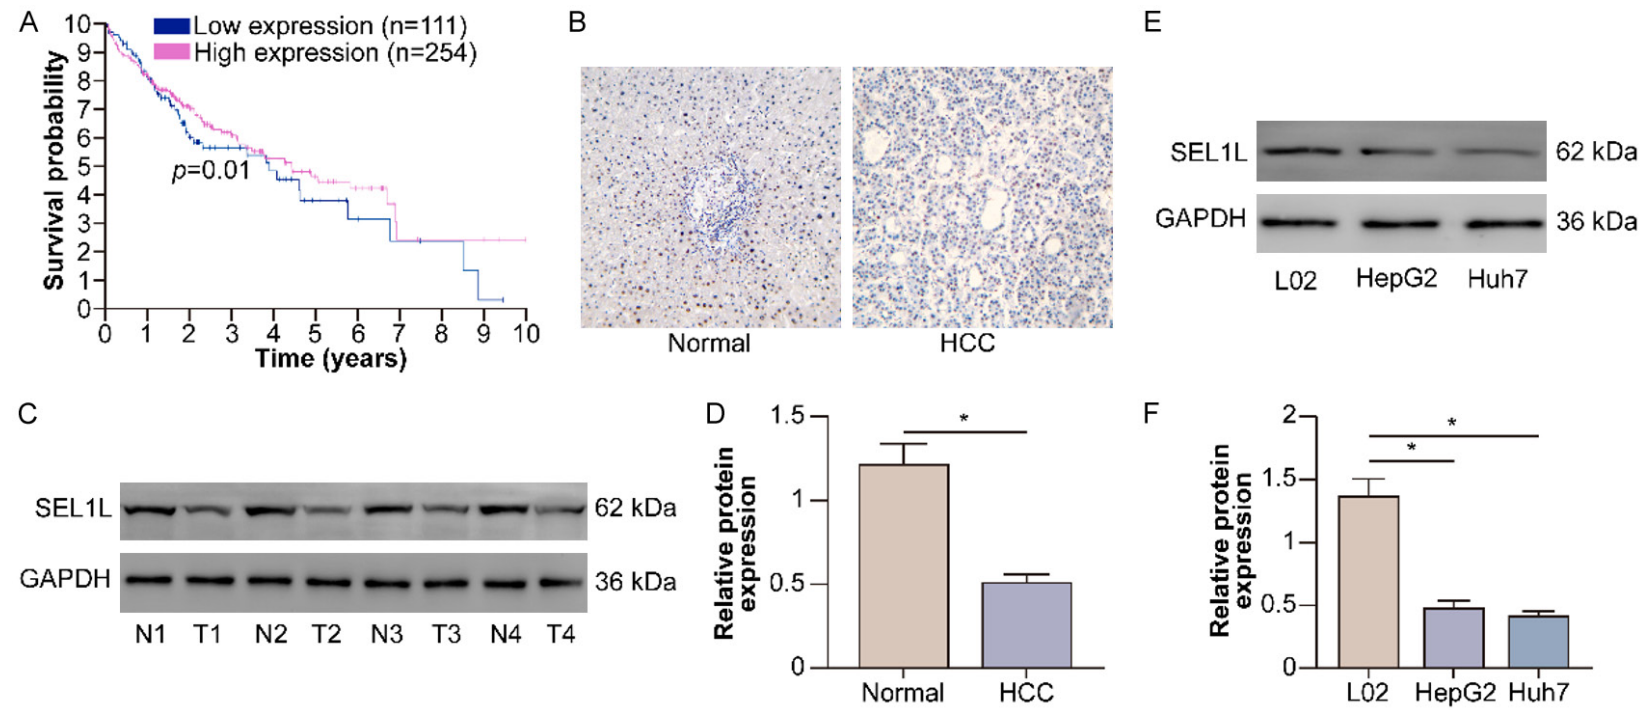 A
Low expression (n=111)
High expression (n=254)
10
9
8
7
6
5
4
3
2
1
0
Survival probability
p=0.01
0 1 2 3 4 5 6 7 8 9 10
Time (years)
B
Normal HCC
E
SEL1L 62 kDa
GAPDH 36 kDa
L02 HepG2 Huh7
C
SEL1L 62 kDa
GAPDH 36 kDa
N1 T1 N2 T2 N3 T3 N4 T4
D
Relative protein
expression
1.5
1
0.5
0
*
Normal HCC
F
Relative protein
expression
2
1.5
1
0.5
0
*
*
L02 HepG2 Huh7